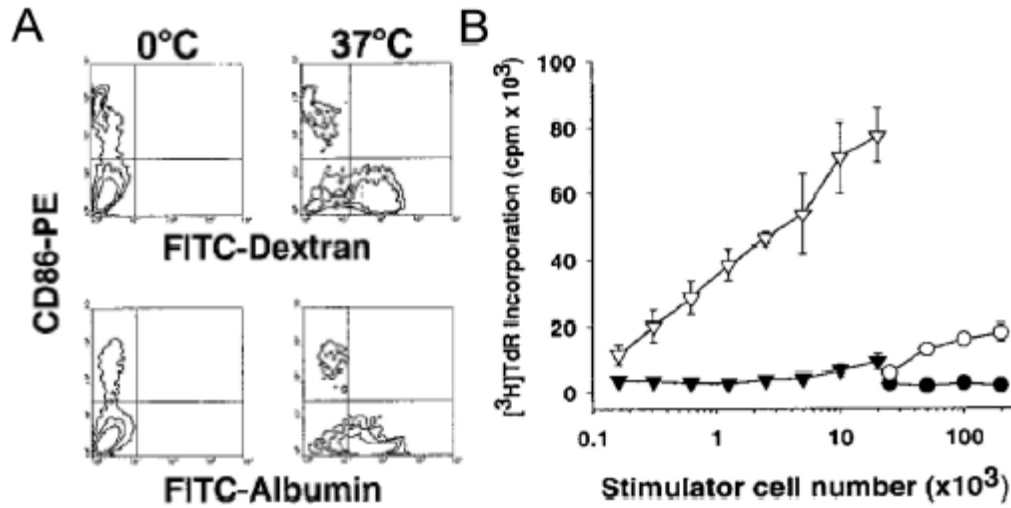 A
0°C 37°C
CD86-PE
FITC-Dextran
FITC-Albumin
B
[³H]TdR Incorporation (cpm x 10³)
100
80
60
40
20
0
0.1 1 10 100
Stimulator cell number (x10³)